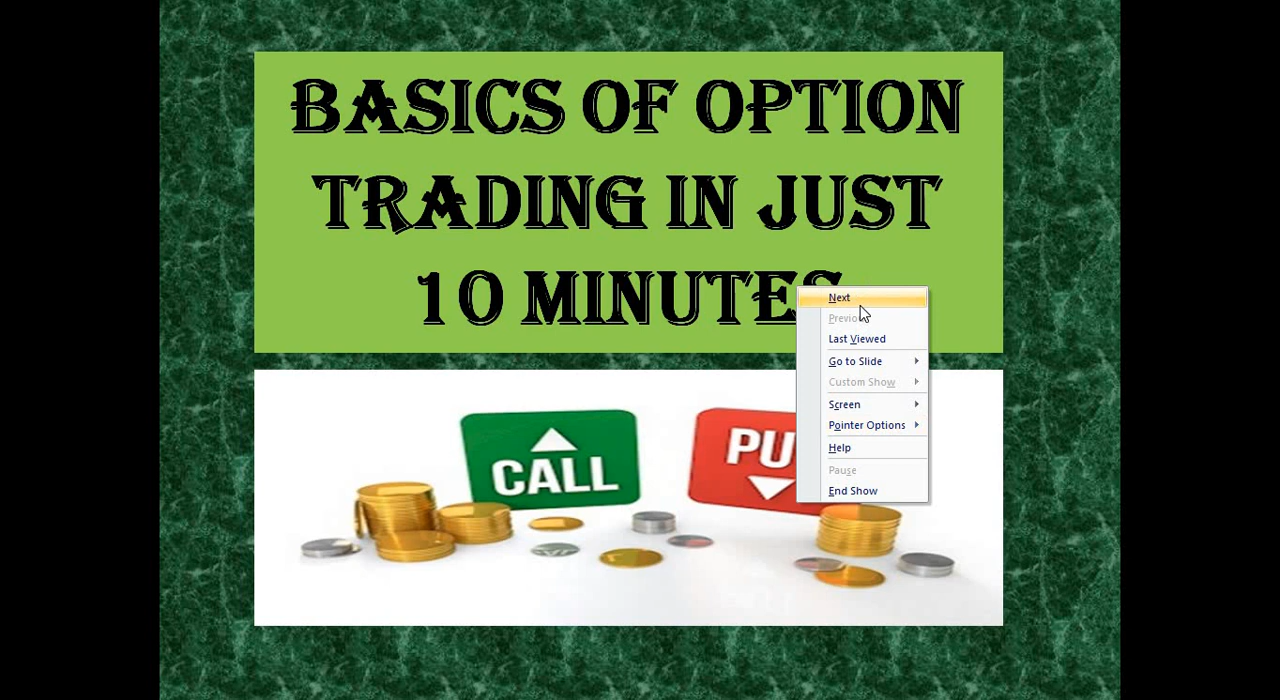 BASICS OF OPTION
TRADING IN JUST
10 MINUTES
Next
Last Viewed
Go to Slide
Custom Show
Screen
Pointer Options
Help
Pause
End Show
CALL